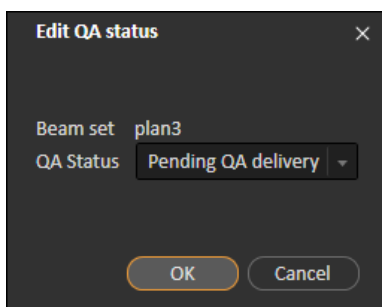 Edit QA status
Beam set plan3
QA Status Pending QA delivery
OK Cancel